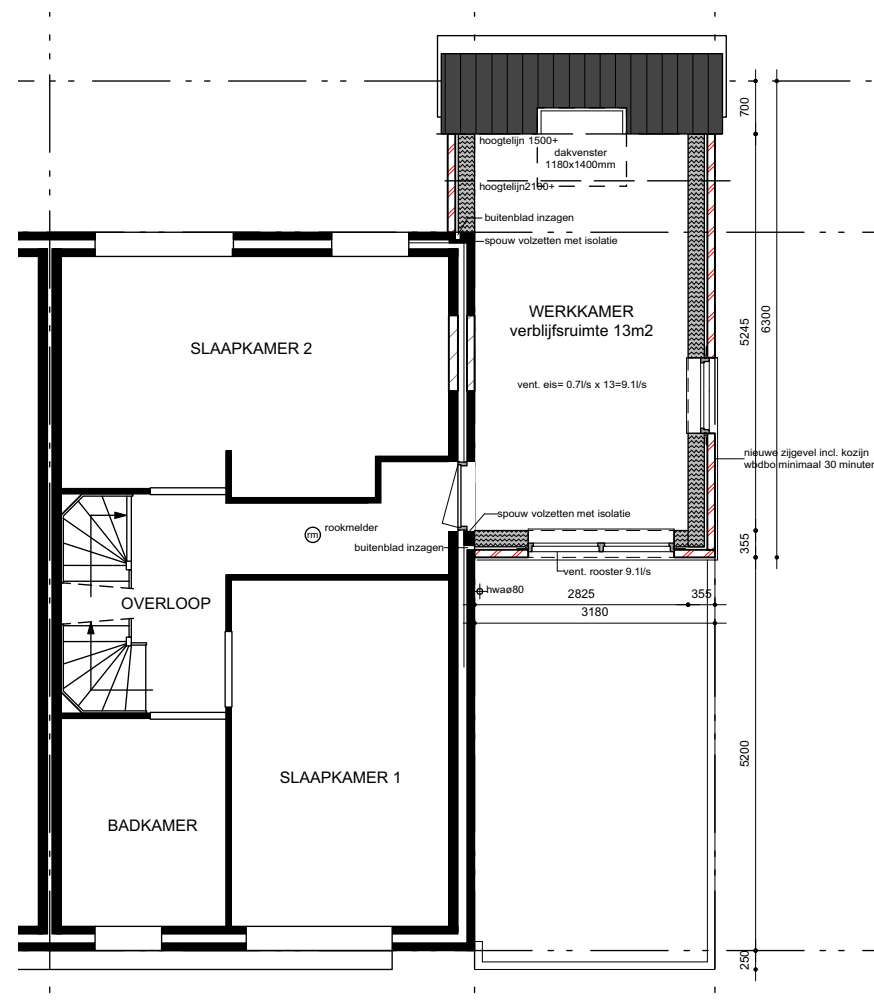 700
hoogtelijn 1500+
dakvenster
1180x1400mm
hoogtelijn2100+
buitenblad inzagen
spouw volzetten met isolatie
WERKKAMER
verblijfsruimte 13m2
5245
6300
SLAAPKAMER 2
vent. eis= 0.7l/s x 13=9.1l/s
nieuwe zijgevel incl. kozijn
wbdbo minimaal 30 minuten
spouw volzetten met isolatie
rm
rookmelder
buitenblad inzagen
355
vent. rooster 9.1l/s
hwaø80
2825
355
OVERLOOP
3180
5200
SLAAPKAMER 1
BADKAMER
250